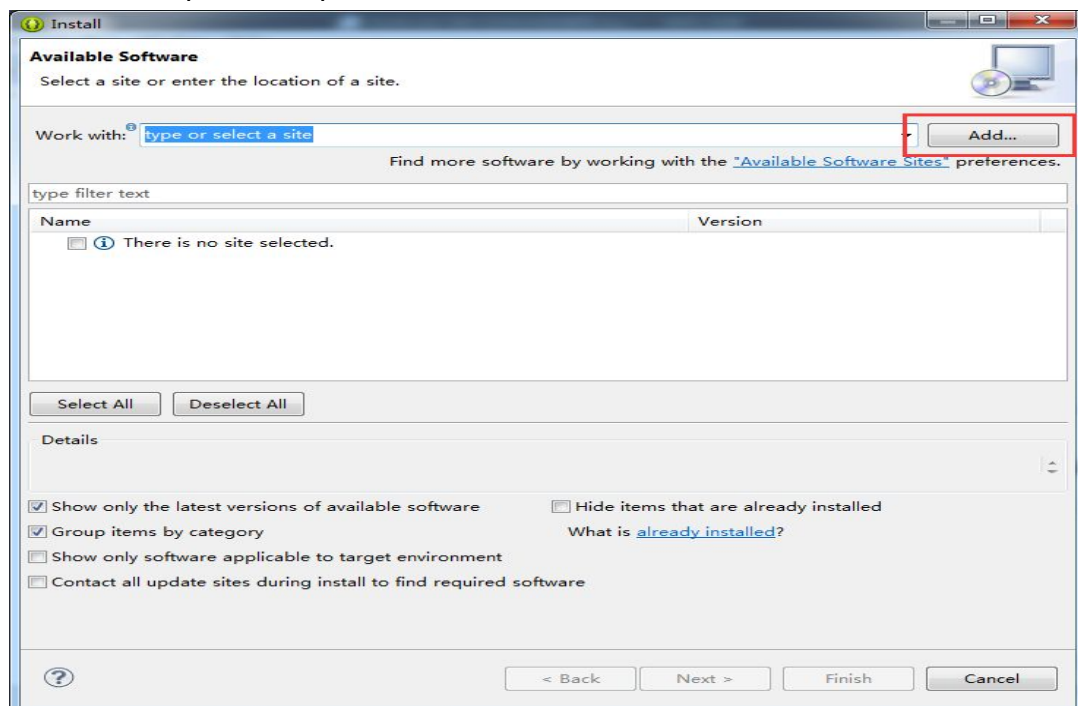 Install
Available Software
Select a site or enter the location of a site.
Work with: type or select a site
Add...
Find more software by working with the "Available Software Sites" preferences.
type filter text
Name Version
There is no site selected.
Select All Deselect All
Details
Show only the latest versions of available software Hide items that are already installed
Group items by category What is already installed?
Show only software applicable to target environment
Contact all update sites during install to find required software
< Back Next > Finish Cancel